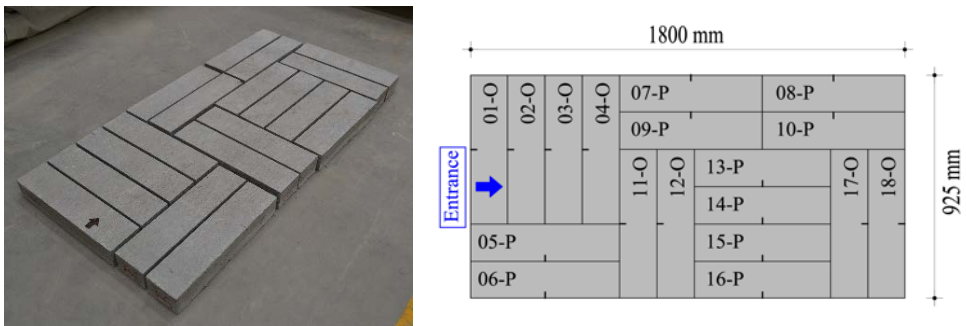 1800 mm
925 mm
Entrance
01-O
02-O
03-O
04-O
05-P
06-P
07-P
08-P
09-P
10-P
11-O
12-O
13-P
14-P
15-P
16-P
17-O
18-O